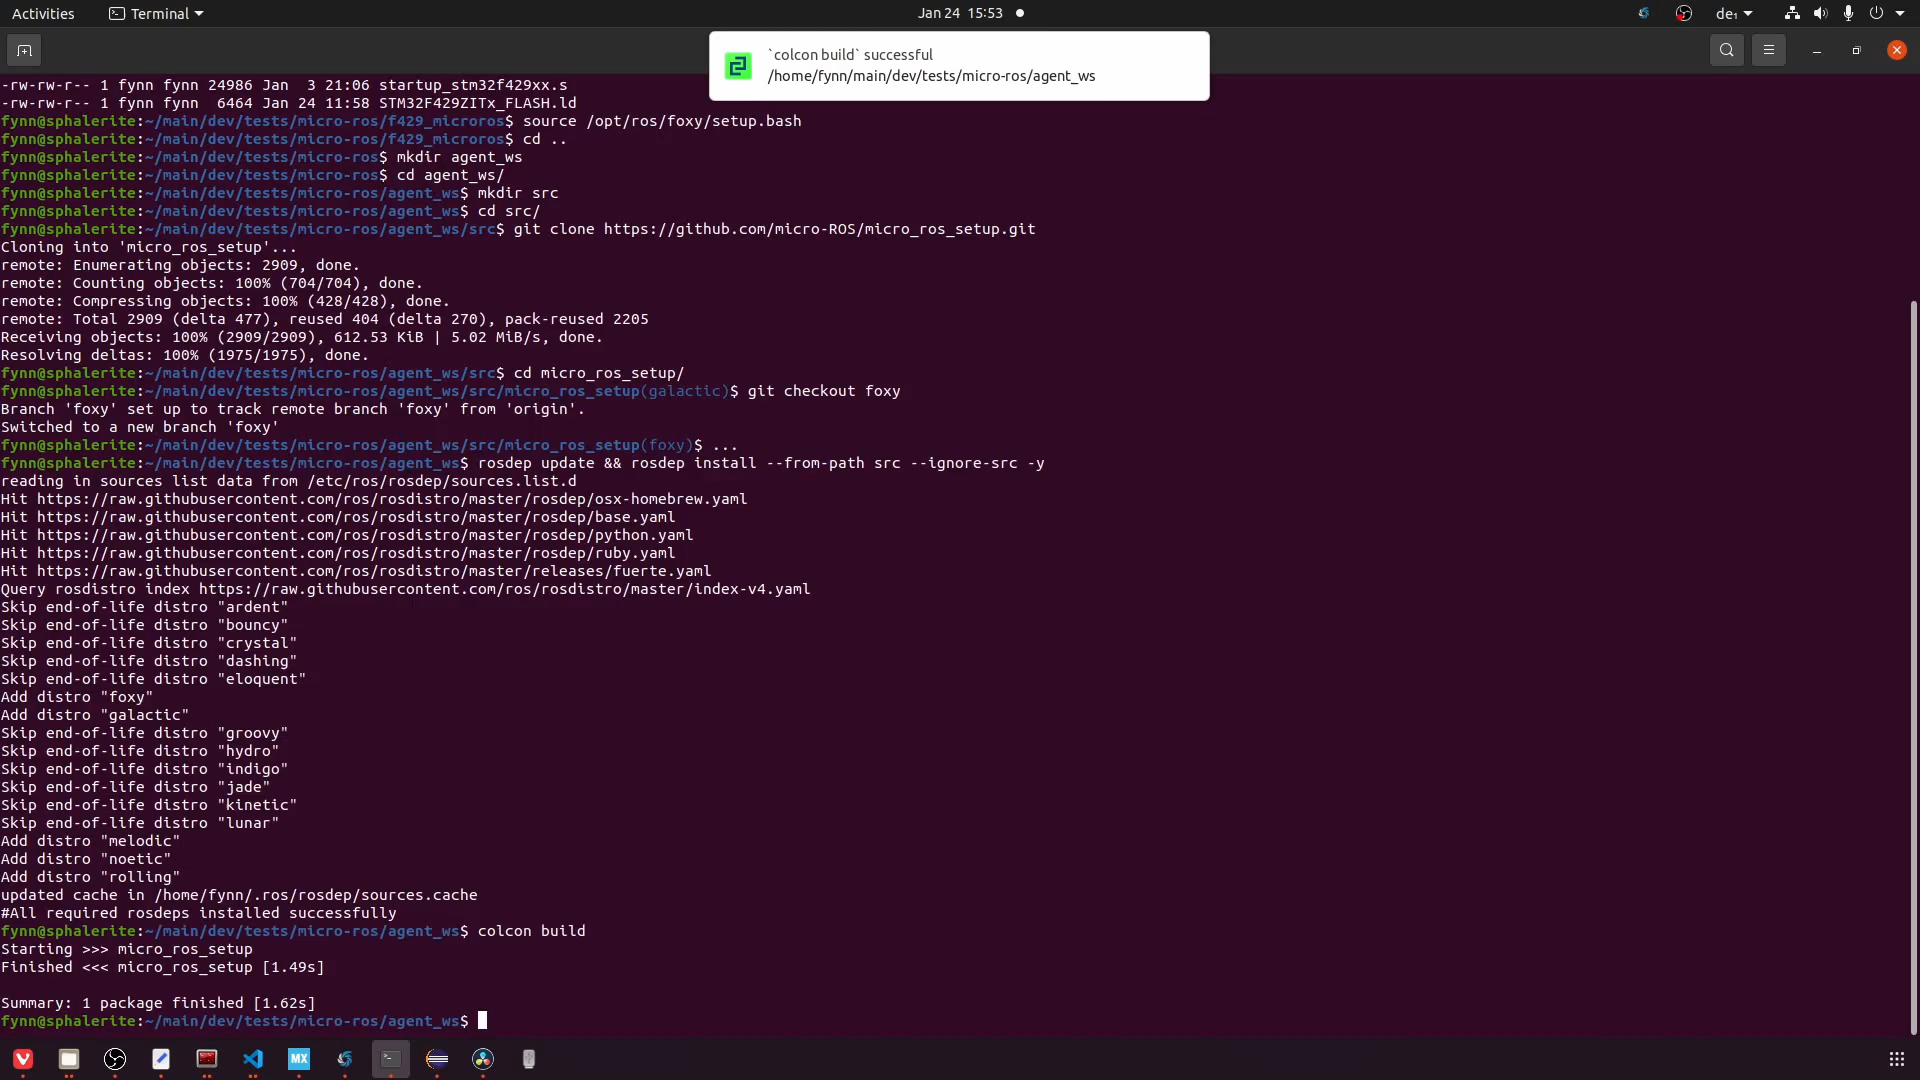 Activities
Terminal
Jan 24 15:53
de₁
`colcon build` successful
/home/fynn/main/dev/tests/micro-ros/agent_ws
-rw-rw-r-- 1 fynn fynn 24986 Jan  3 21:06 startup_stm32f429xx.s
-rw-rw-r-- 1 fynn fynn  6464 Jan 24 11:58 STM32F429ZITx_FLASH.ld
fynn@sphalerite:~/main/dev/tests/micro-ros/f429_microros$ source /opt/ros/foxy/setup.bash
fynn@sphalerite:~/main/dev/tests/micro-ros/f429_microros$ cd ..
fynn@sphalerite:~/main/dev/tests/micro-ros$ mkdir agent_ws
fynn@sphalerite:~/main/dev/tests/micro-ros$ cd agent_ws/
fynn@sphalerite:~/main/dev/tests/micro-ros/agent_ws$ mkdir src
fynn@sphalerite:~/main/dev/tests/micro-ros/agent_ws$ cd src/
fynn@sphalerite:~/main/dev/tests/micro-ros/agent_ws/src$ git clone https://github.com/micro-ROS/micro_ros_setup.git
Cloning into 'micro_ros_setup'...
remote: Enumerating objects: 2909, done.
remote: Counting objects: 100% (704/704), done.
remote: Compressing objects: 100% (428/428), done.
remote: Total 2909 (delta 477), reused 404 (delta 270), pack-reused 2205
Receiving objects: 100% (2909/2909), 612.53 KiB | 5.02 MiB/s, done.
Resolving deltas: 100% (1975/1975), done.
fynn@sphalerite:~/main/dev/tests/micro-ros/agent_ws/src$ cd micro_ros_setup/
fynn@sphalerite:~/main/dev/tests/micro-ros/agent_ws/src/micro_ros_setup(galactic)$ git checkout foxy
Branch 'foxy' set up to track remote branch 'foxy' from 'origin'.
Switched to a new branch 'foxy'
fynn@sphalerite:~/main/dev/tests/micro-ros/agent_ws/src/micro_ros_setup(foxy)$ ...
fynn@sphalerite:~/main/dev/tests/micro-ros/agent_ws$ rosdep update && rosdep install --from-path src --ignore-src -y
reading in sources list data from /etc/ros/rosdep/sources.list.d
Hit https://raw.githubusercontent.com/ros/rosdistro/master/rosdep/osx-homebrew.yaml
Hit https://raw.githubusercontent.com/ros/rosdistro/master/rosdep/base.yaml
Hit https://raw.githubusercontent.com/ros/rosdistro/master/rosdep/python.yaml
Hit https://raw.githubusercontent.com/ros/rosdistro/master/rosdep/ruby.yaml
Hit https://raw.githubusercontent.com/ros/rosdistro/master/releases/fuerte.yaml
Query rosdistro index https://raw.githubusercontent.com/ros/rosdistro/master/index-v4.yaml
Skip end-of-life distro "ardent"
Skip end-of-life distro "bouncy"
Skip end-of-life distro "crystal"
Skip end-of-life distro "dashing"
Skip end-of-life distro "eloquent"
Add distro "foxy"
Add distro "galactic"
Skip end-of-life distro "groovy"
Skip end-of-life distro "hydro"
Skip end-of-life distro "indigo"
Skip end-of-life distro "jade"
Skip end-of-life distro "kinetic"
Skip end-of-life distro "lunar"
Add distro "melodic"
Add distro "noetic"
Add distro "rolling"
updated cache in /home/fynn/.ros/rosdep/sources.cache
#All required rosdeps installed successfully
fynn@sphalerite:~/main/dev/tests/micro-ros/agent_ws$ colcon build
Starting >>> micro_ros_setup
Finished <<< micro_ros_setup [1.49s]
Summary: 1 package finished [1.62s]
fynn@sphalerite:~/main/dev/tests/micro-ros/agent_ws$
MX